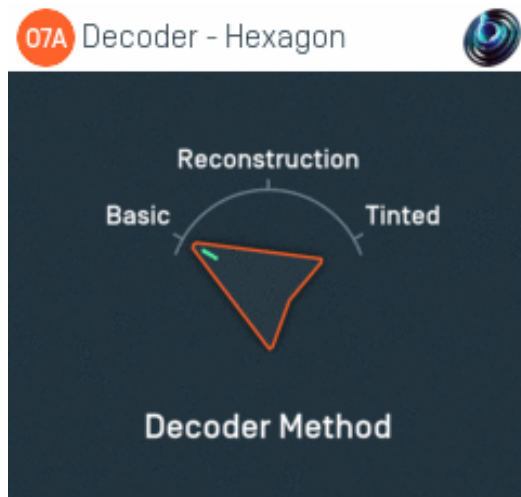 07A Decoder - Hexagon
Reconstruction
Basic Tinted
Decoder Method